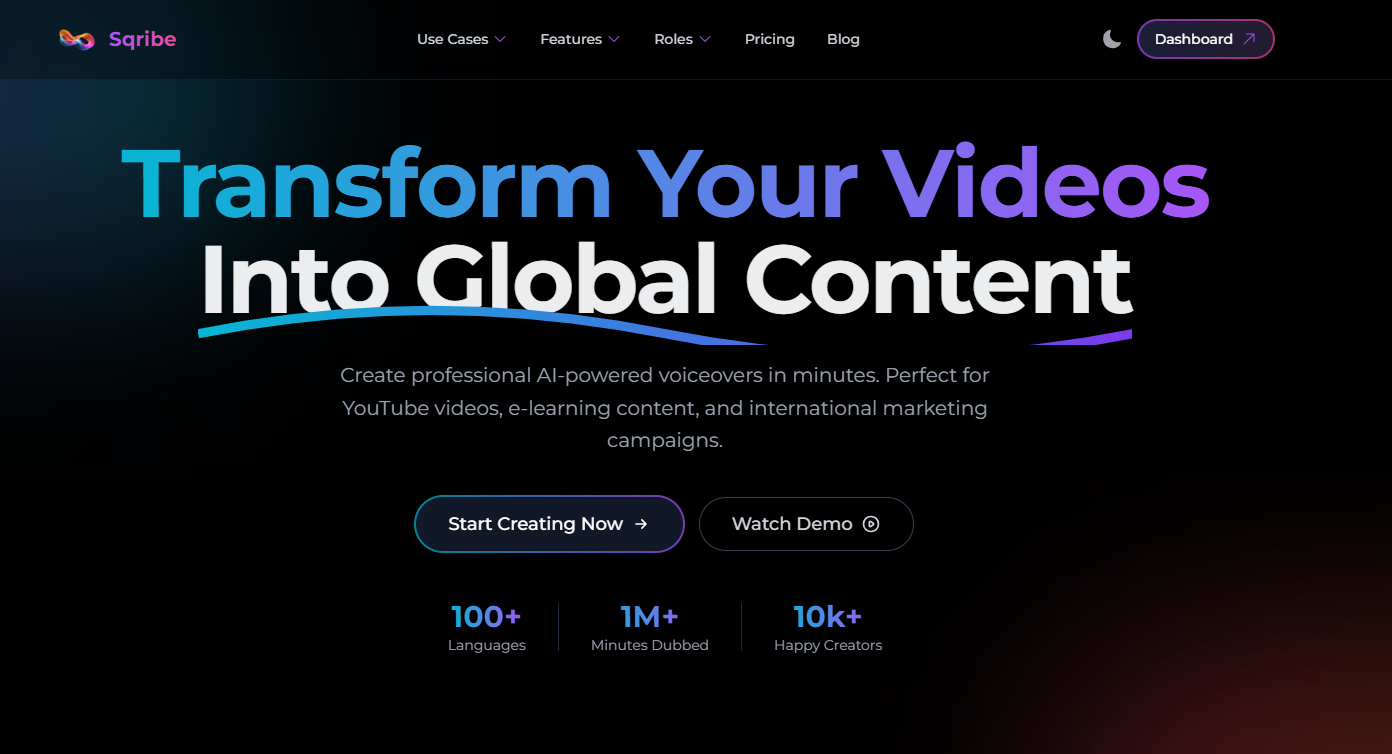 Sqribe
Use Cases
Features
Roles
Pricing
Blog
Dashboard
Transform Your Videos
Into Global Content
Create professional AI-powered voiceovers in minutes. Perfect for
YouTube videos, e-learning content, and international marketing
campaigns.
Start Creating Now
Watch Demo
100+
Languages
1M+
Minutes Dubbed
10k+
Happy Creators